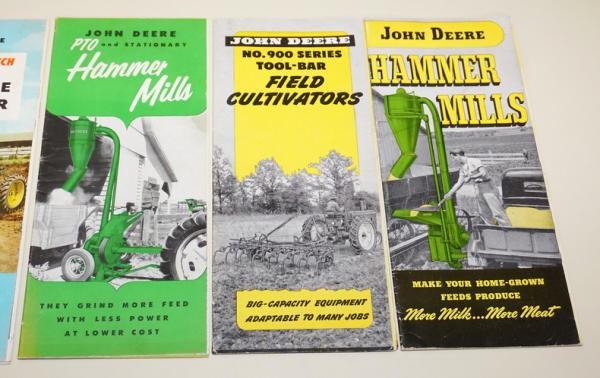 E
TCH
E
R
JOHN DEERE
PTO and STATIONARY
Hammer
Mills
THEY GRIND MORE FEED
WITH LESS POWER
AT LOWER COST
JOHN DEERE
NO. 900 SERIES
TOOL-BAR
FIELD
CULTIVATORS
BIG-CAPACITY EQUIPMENT
ADAPTABLE TO MANY JOBS
JOHN DEERE
HAMMER
MILLS
MAKE YOUR HOME-GROWN
FEEDS PRODUCE
More Milk...More Meat